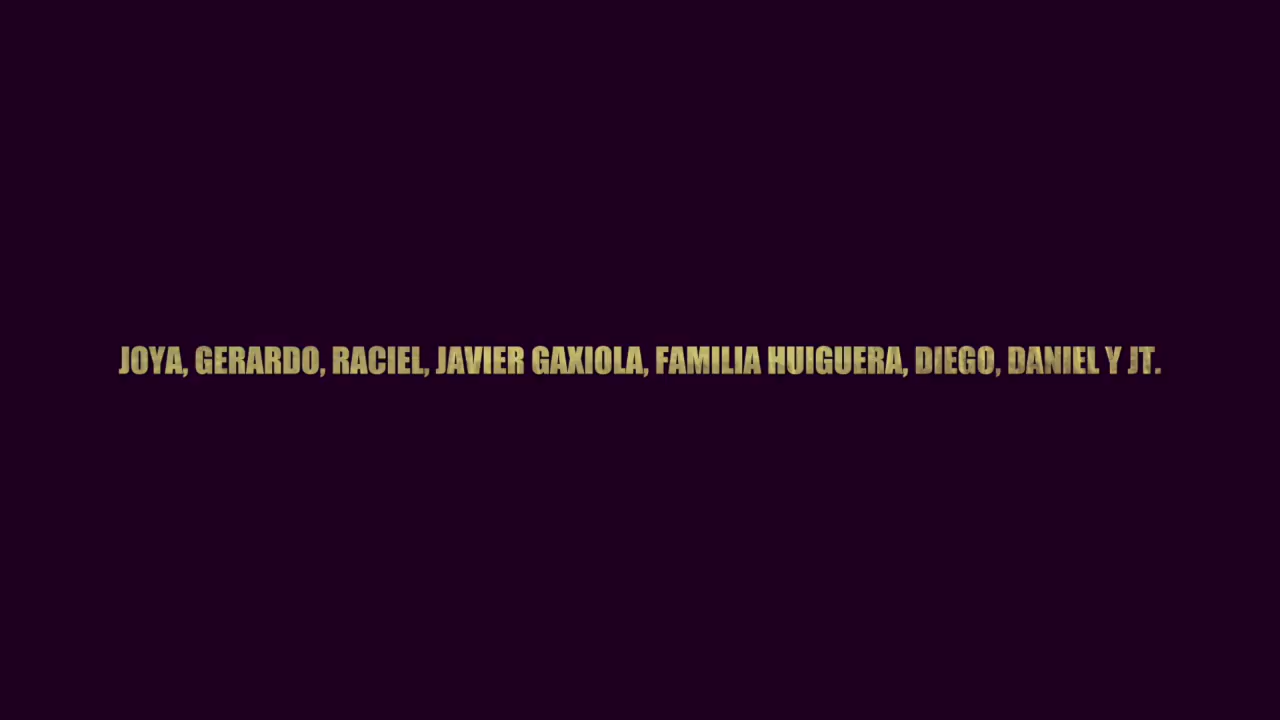 JOYA, GERARDO, RACIEL, JAVIER GAXIOLA, FAMILIA HUIGUERA, DIEGO, DANIEL Y JT.